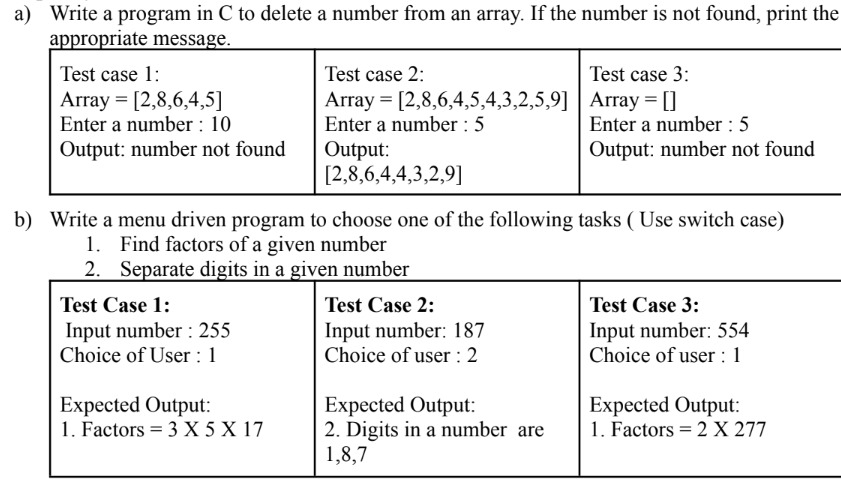 a) Write a program in C to delete a number from an array. If the number is not found, print the
appropriate message.
Test case 1:
Array = [2,8,6,4,5]
Enter a number : 10
Output: number not found
Test case 2:
Array = [2,8,6,4,5,4,3,2,5,9]
Enter a number : 5
Output:
[2,8,6,4,4,3,2,9]
Test case 3:
Array = []
Enter a number : 5
Output: number not found
b) Write a menu driven program to choose one of the following tasks ( Use switch case)
1. Find factors of a given number
2. Separate digits in a given number
Test Case 1:
Input number : 255
Choice of User : 1
Expected Output:
1. Factors = 3 X 5 X 17
Test Case 2:
Input number: 187
Choice of user : 2
Expected Output:
2. Digits in a number are
1,8,7
Test Case 3:
Input number: 554
Choice of user : 1
Expected Output:
1. Factors = 2 X 277